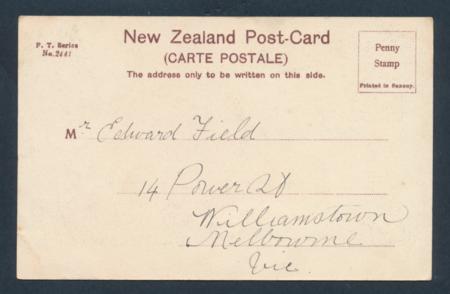 F. T. Series
No. 2441
New Zealand Post-Card
(CARTE POSTALE)
The address only to be written on this side.
Penny
Stamp
Printed in Saxony.
Mr Edward Field
14 Power St
Williamstown
Melbourne
Vic.